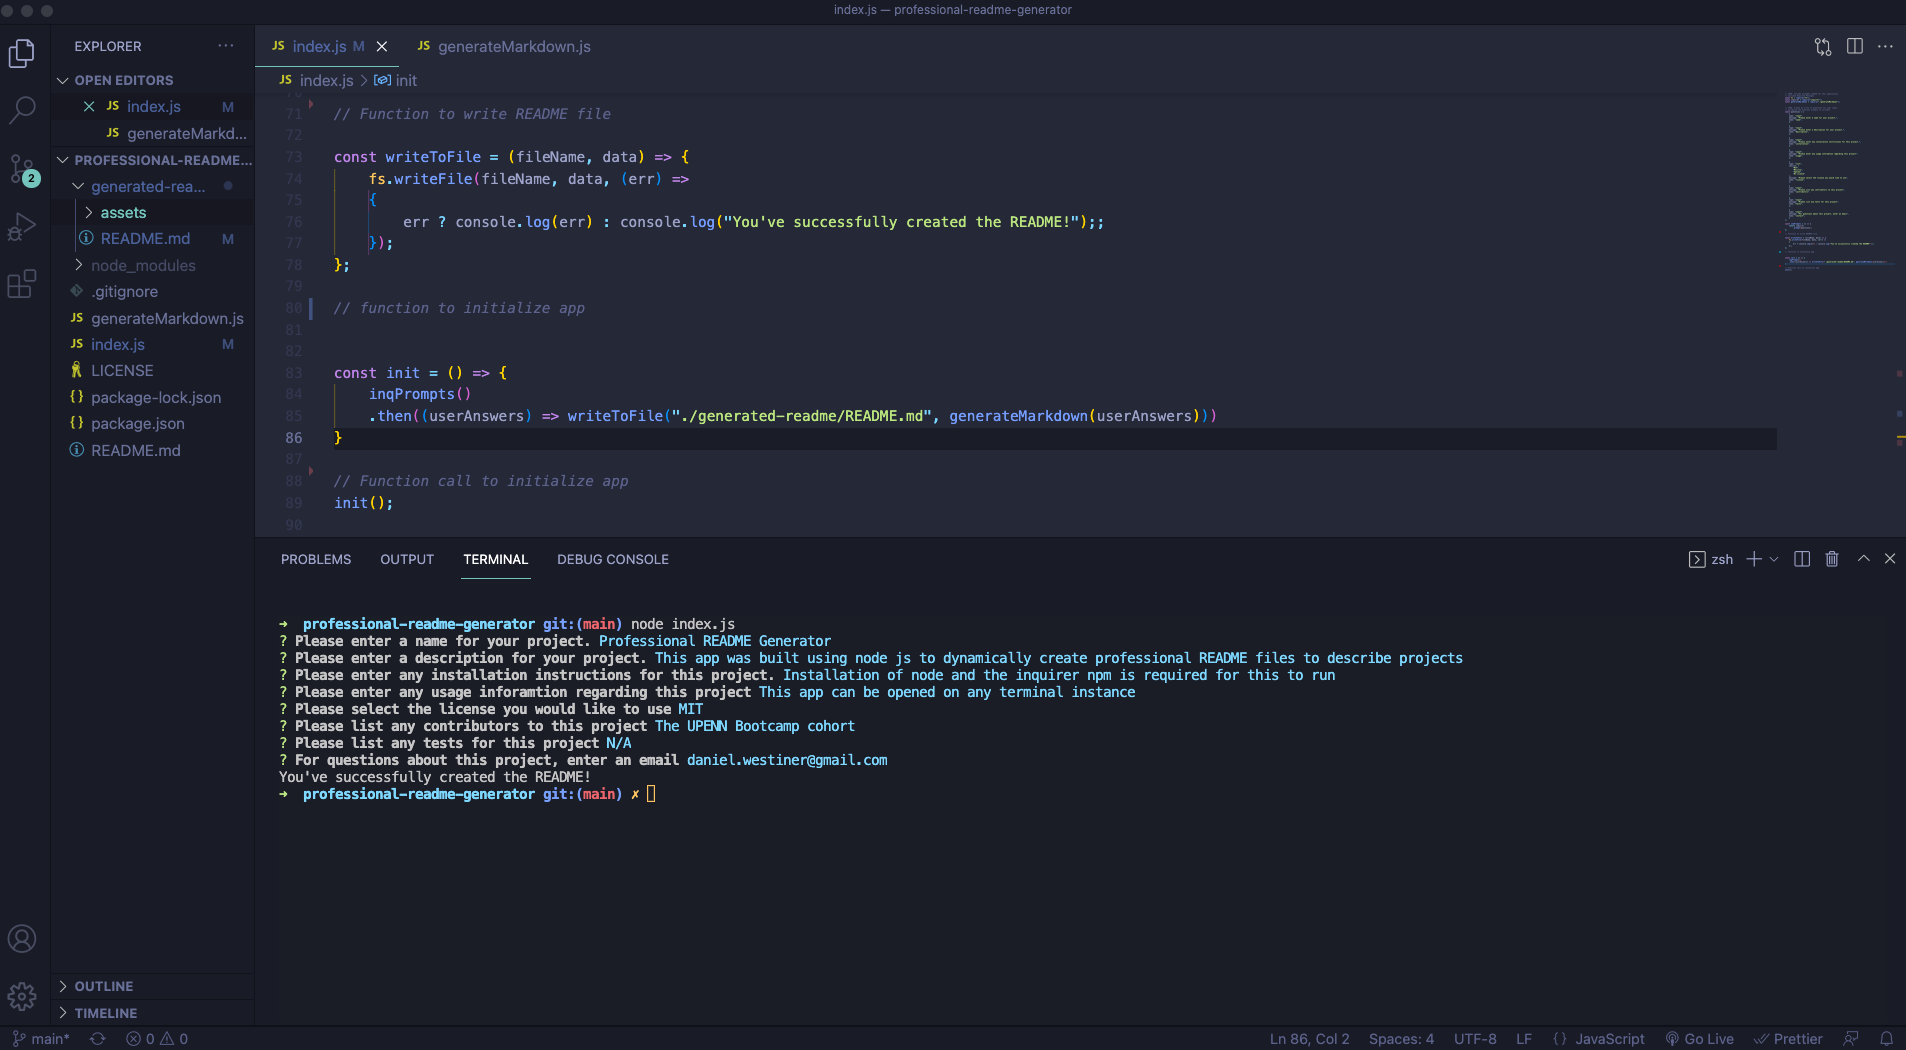 index.js — professional-readme-generator
EXPLORER
OPEN EDITORS
JS index.js M
JS generateMarkd...
PROFESSIONAL-README...
generated-rea...
assets
README.md M
node_modules
.gitignore
JS generateMarkdown.js
JS index.js M
LICENSE
{} package-lock.json
{} package.json
README.md
OUTLINE
TIMELINE
2
JS index.js M
JS generateMarkdown.js
JS index.js > init
71 // Function to write README file
72
73 const writeToFile = (fileName, data) => {
74 fs.writeFile(fileName, data, (err) =>
75 {
76 err ? console.log(err) : console.log("You've successfully created the README!");;
77 });
78 };
79
80 // function to initialize app
81
82
83 const init = () => {
84 inqPrompts()
85 .then((userAnswers) => writeToFile("./generated-readme/README.md", generateMarkdown(userAnswers)))
86 }
87
88 // Function call to initialize app
89 init();
90
PROBLEMS OUTPUT TERMINAL DEBUG CONSOLE
zsh
→ professional-readme-generator git:(main) node index.js
? Please enter a name for your project. Professional README Generator
? Please enter a description for your project. This app was built using node js to dynamically create professional README files to describe projects
? Please enter any installation instructions for this project. Installation of node and the inquirer npm is required for this to run
? Please enter any usage inforamtion regarding this project This app can be opened on any terminal instance
? Please select the license you would like to use MIT
? Please list any contributors to this project The UPENN Bootcamp cohort
? Please list any tests for this project N/A
? For questions about this project, enter an email daniel.westiner@gmail.com
You've successfully created the README!
→ professional-readme-generator git:(main) ✗
main* 0 0 Ln 86, Col 2 Spaces: 4 UTF-8 LF {} JavaScript Go Live Prettier